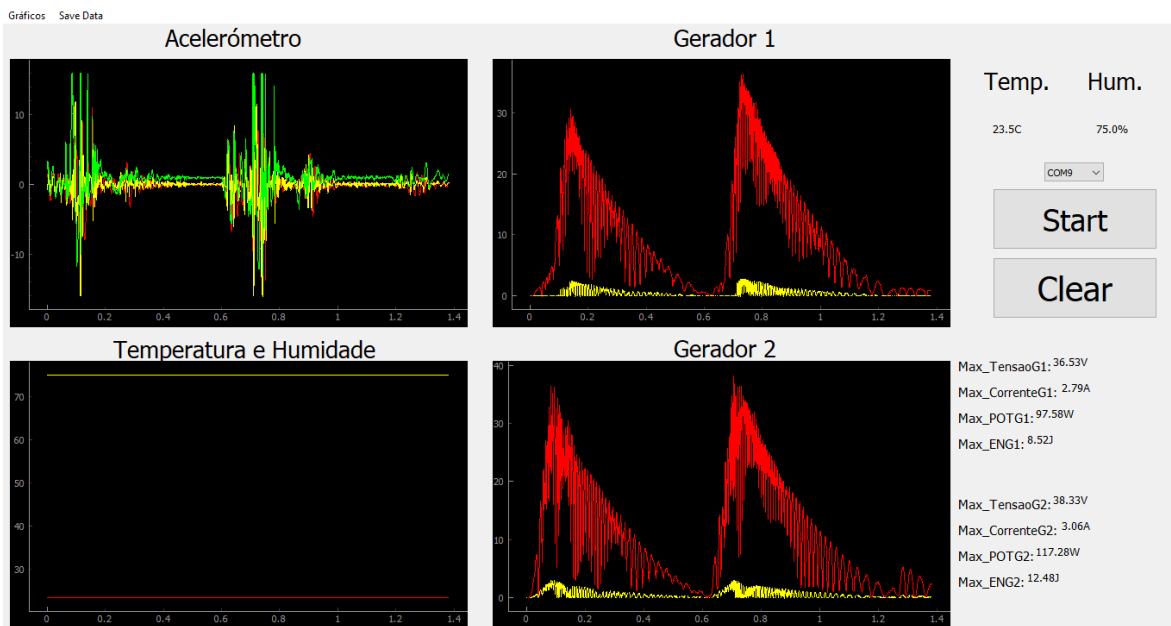 Gráficos Save Data
Acelerómetro
10
0
-10
0 0.2 0.4 0.6 0.8 1 1.2 1.4
Gerador 1
30
20
10
0
0 0.2 0.4 0.6 0.8 1 1.2 1.4
Temp. Hum.
23.5C 75.0%
COM9
Start
Clear
Temperatura e Humidade
70
60
50
40
30
0 0.2 0.4 0.6 0.8 1 1.2 1.4
Gerador 2
40
30
20
10
0
0 0.2 0.4 0.6 0.8 1 1.2 1.4
Max_TensaoG1: 36.53V
Max_CorrenteG1: 2.79A
Max_POTG1: 97.58W
Max_ENG1: 8.52J
Max_TensaoG2: 38.33V
Max_CorrenteG2: 3.06A
Max_POTG2: 117.28W
Max_ENG2: 12.48J